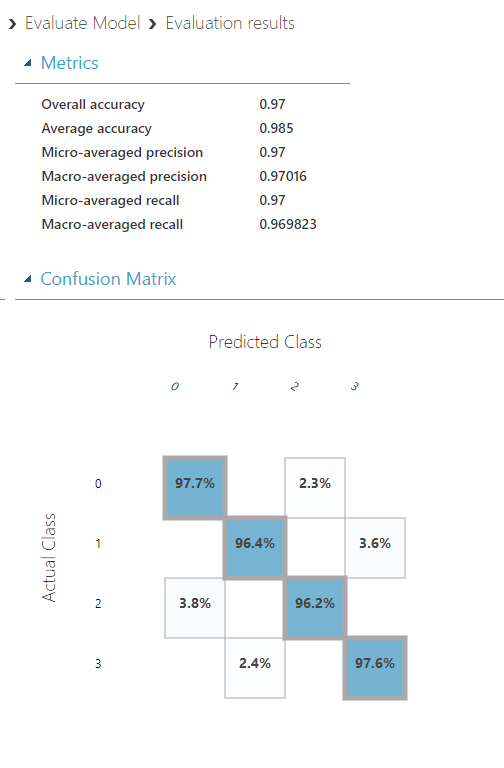 Evaluate Model Evaluation results
Metrics
Overall accuracy 0.97
Average accuracy 0.985
Micro-averaged precision 0.97
Macro-averaged precision 0.97016
Micro-averaged recall 0.97
Macro-averaged recall 0.969823
Confusion Matrix
Predicted Class
0 1 2 3
Actual Class
0 97.7% 2.3%
1 96.4% 3.6%
2 3.8% 96.2%
3 2.4% 97.6%